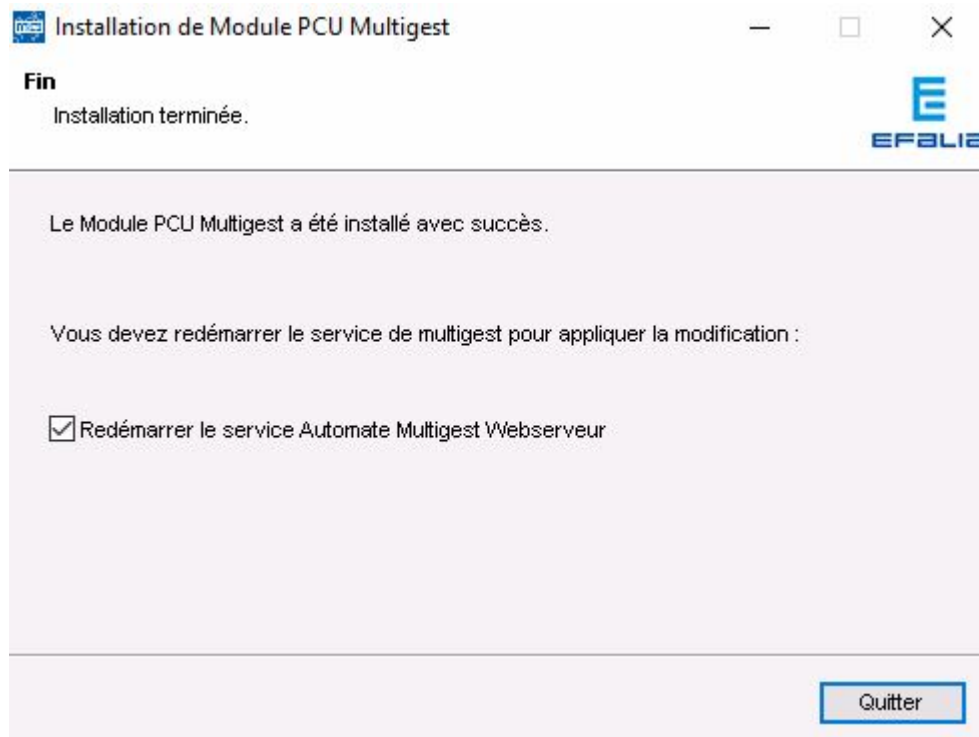 Installation de Module PCU Multigest
Fin
Installation terminée.
EFALIA
Le Module PCU Multigest a été installé avec succès.
Vous devez redémarrer le service de multigest pour appliquer la modification :
Redémarrer le service Automate Multigest Webserveur
Quitter